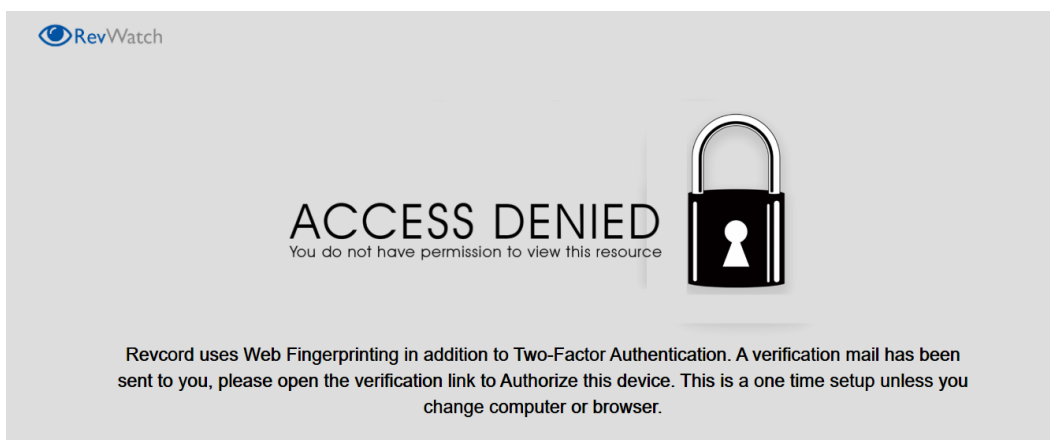 RevWatch
ACCESS DENIED
You do not have permission to view this resource
Revcord uses Web Fingerprinting in addition to Two-Factor Authentication. A verification mail has been
sent to you, please open the verification link to Authorize this device. This is a one time setup unless you
change computer or browser.